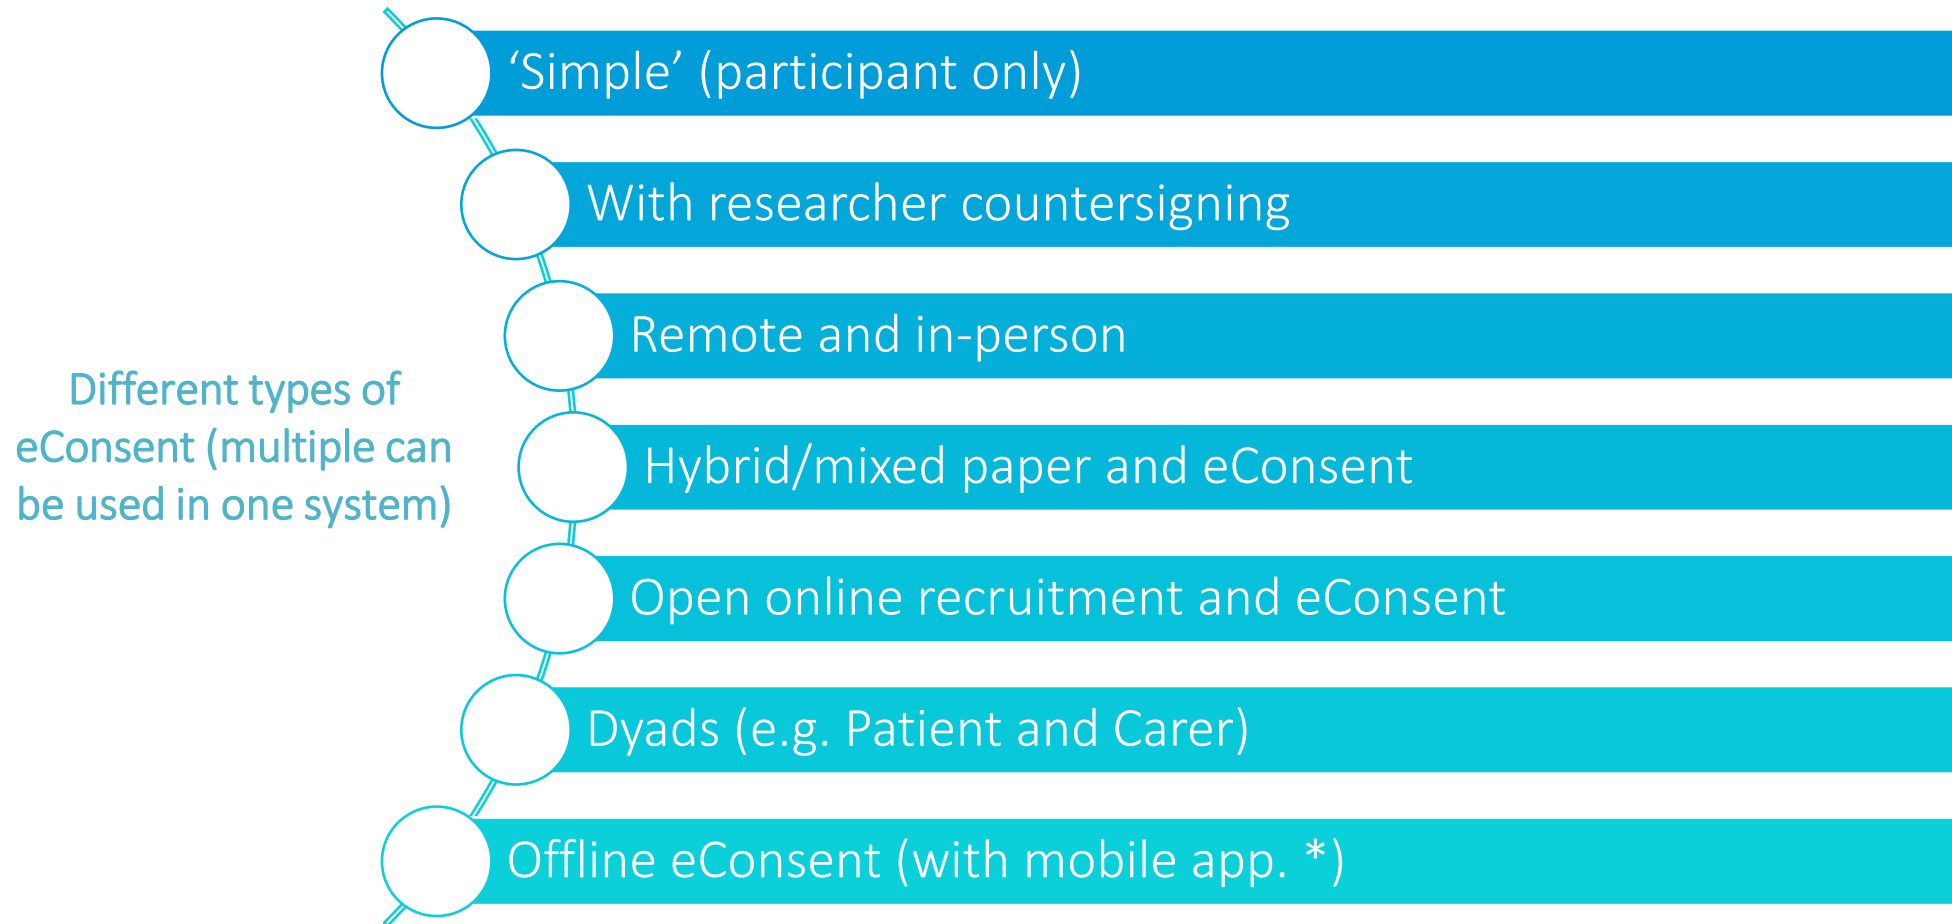 Different types of
eConsent (multiple can
be used in one system)
‘Simple’ (participant only)
With researcher countersigning
Remote and in-person
Hybrid/mixed paper and eConsent
Open online recruitment and eConsent
Dyads (e.g. Patient and Carer)
Offline eConsent (with mobile app. *)